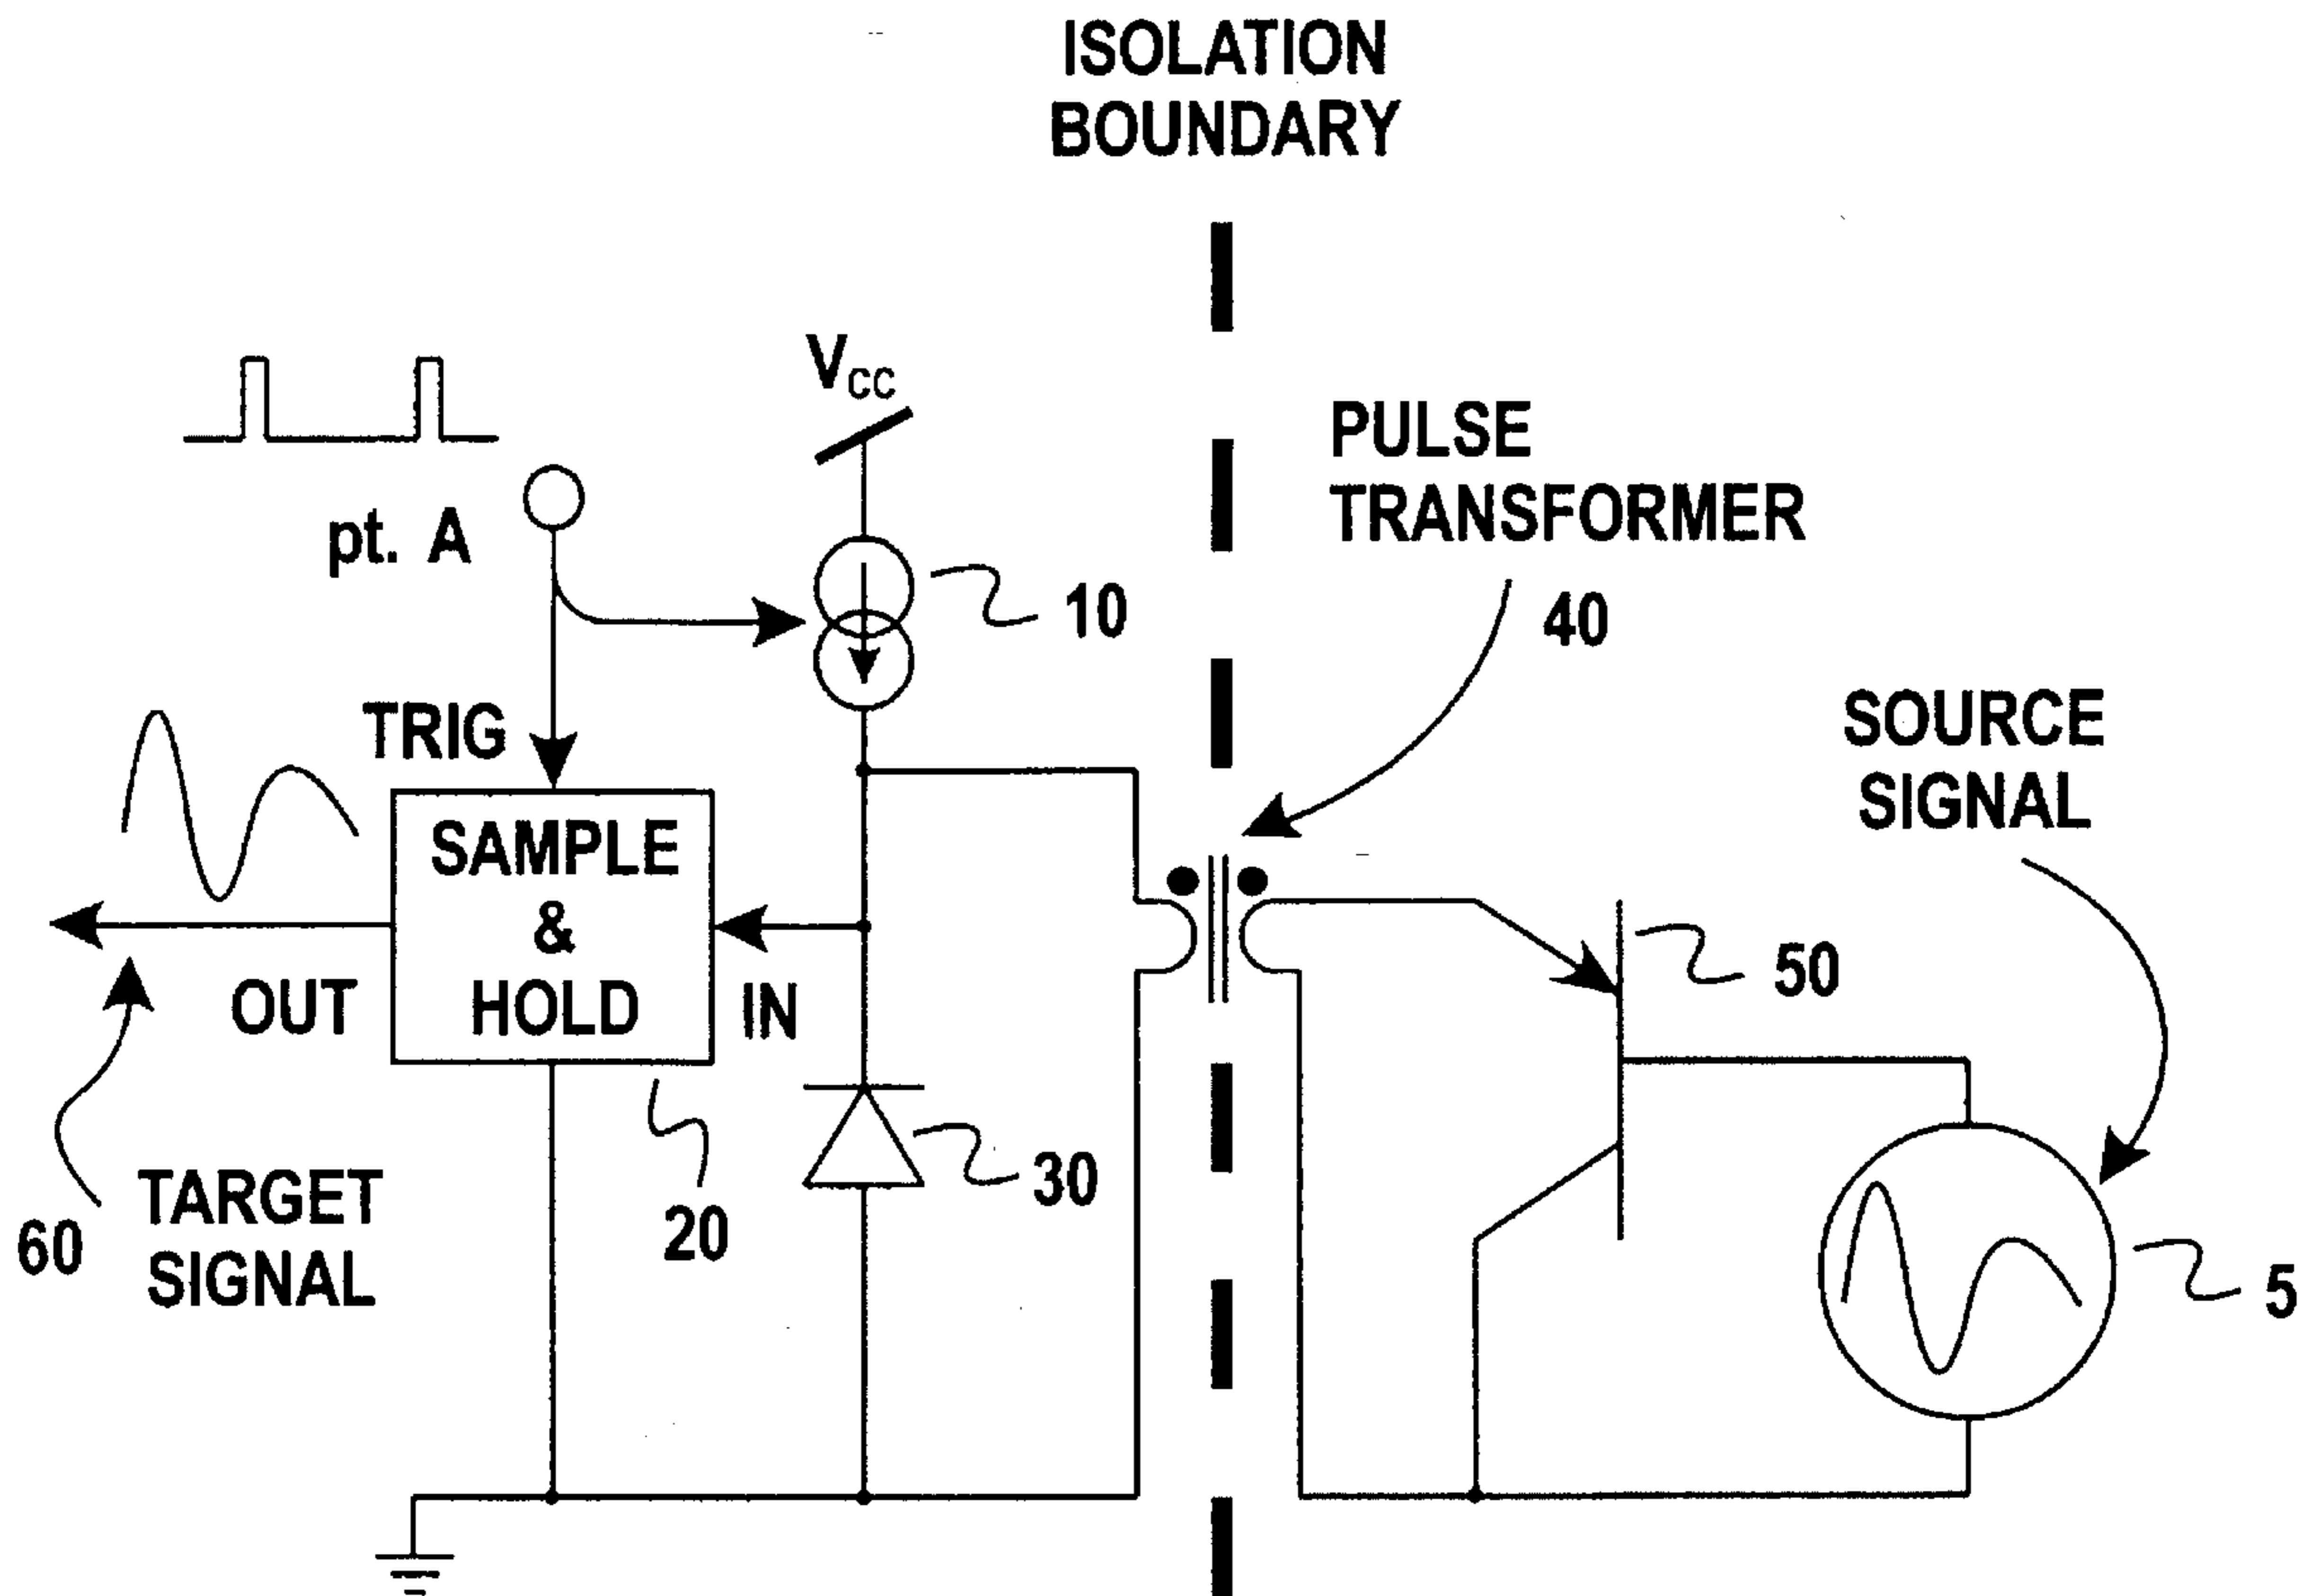 ISOLATION
BOUNDARY
VCC
pt. A
PULSE
TRANSFORMER
10
40
TRIG
SOURCE
SIGNAL
SAMPLE
&
HOLD
OUT
IN
50
30
TARGET
SIGNAL
20
60
5